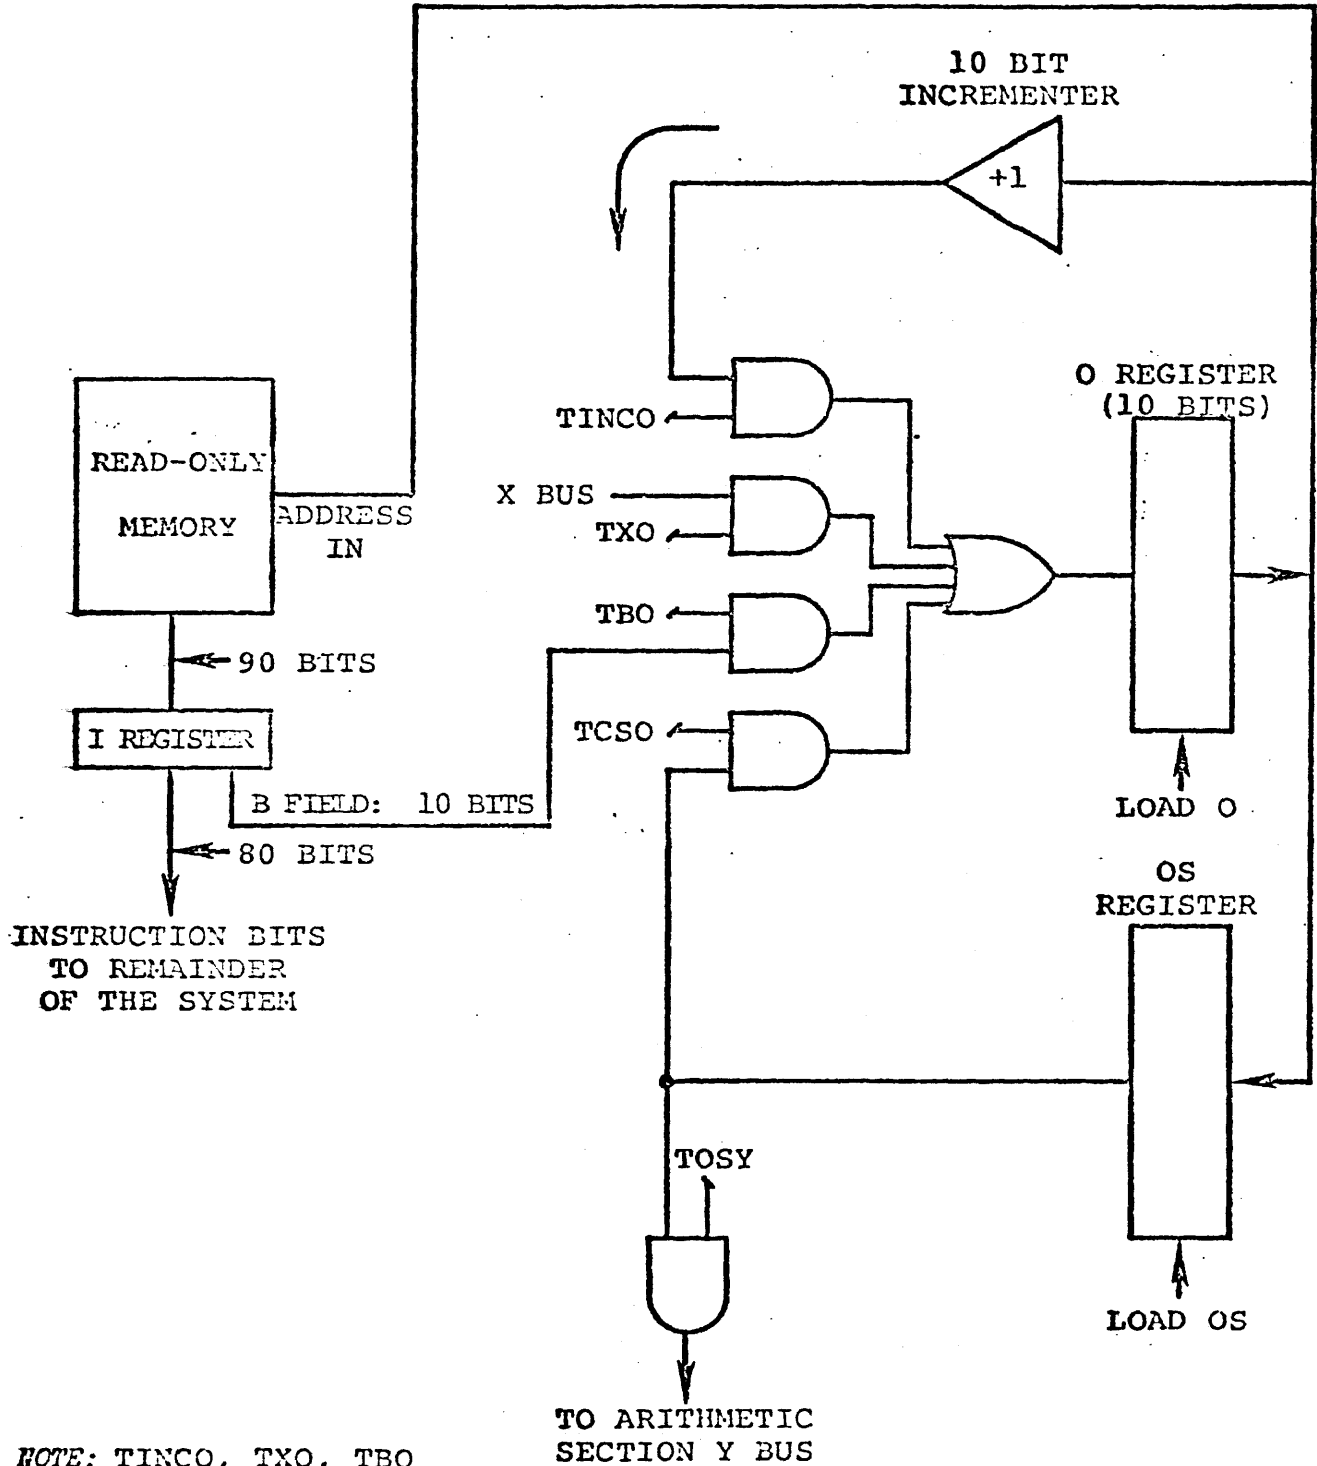 10 BIT
INCREMENTER
+1
O REGISTER
(10 BITS)
READ-ONLY
MEMORY
ADDRESS
IN
TINCO
X BUS
TXO
TBO
TCSO
90 BITS
I REGISTER
B FIELD: 10 BITS
80 BITS
INSTRUCTION BITS
TO REMAINDER
OF THE SYSTEM
LOAD O
OS
REGISTER
TOSY
LOAD OS
TO ARITHMETIC
SECTION Y BUS
NOTE: TINCO, TXO, TBO